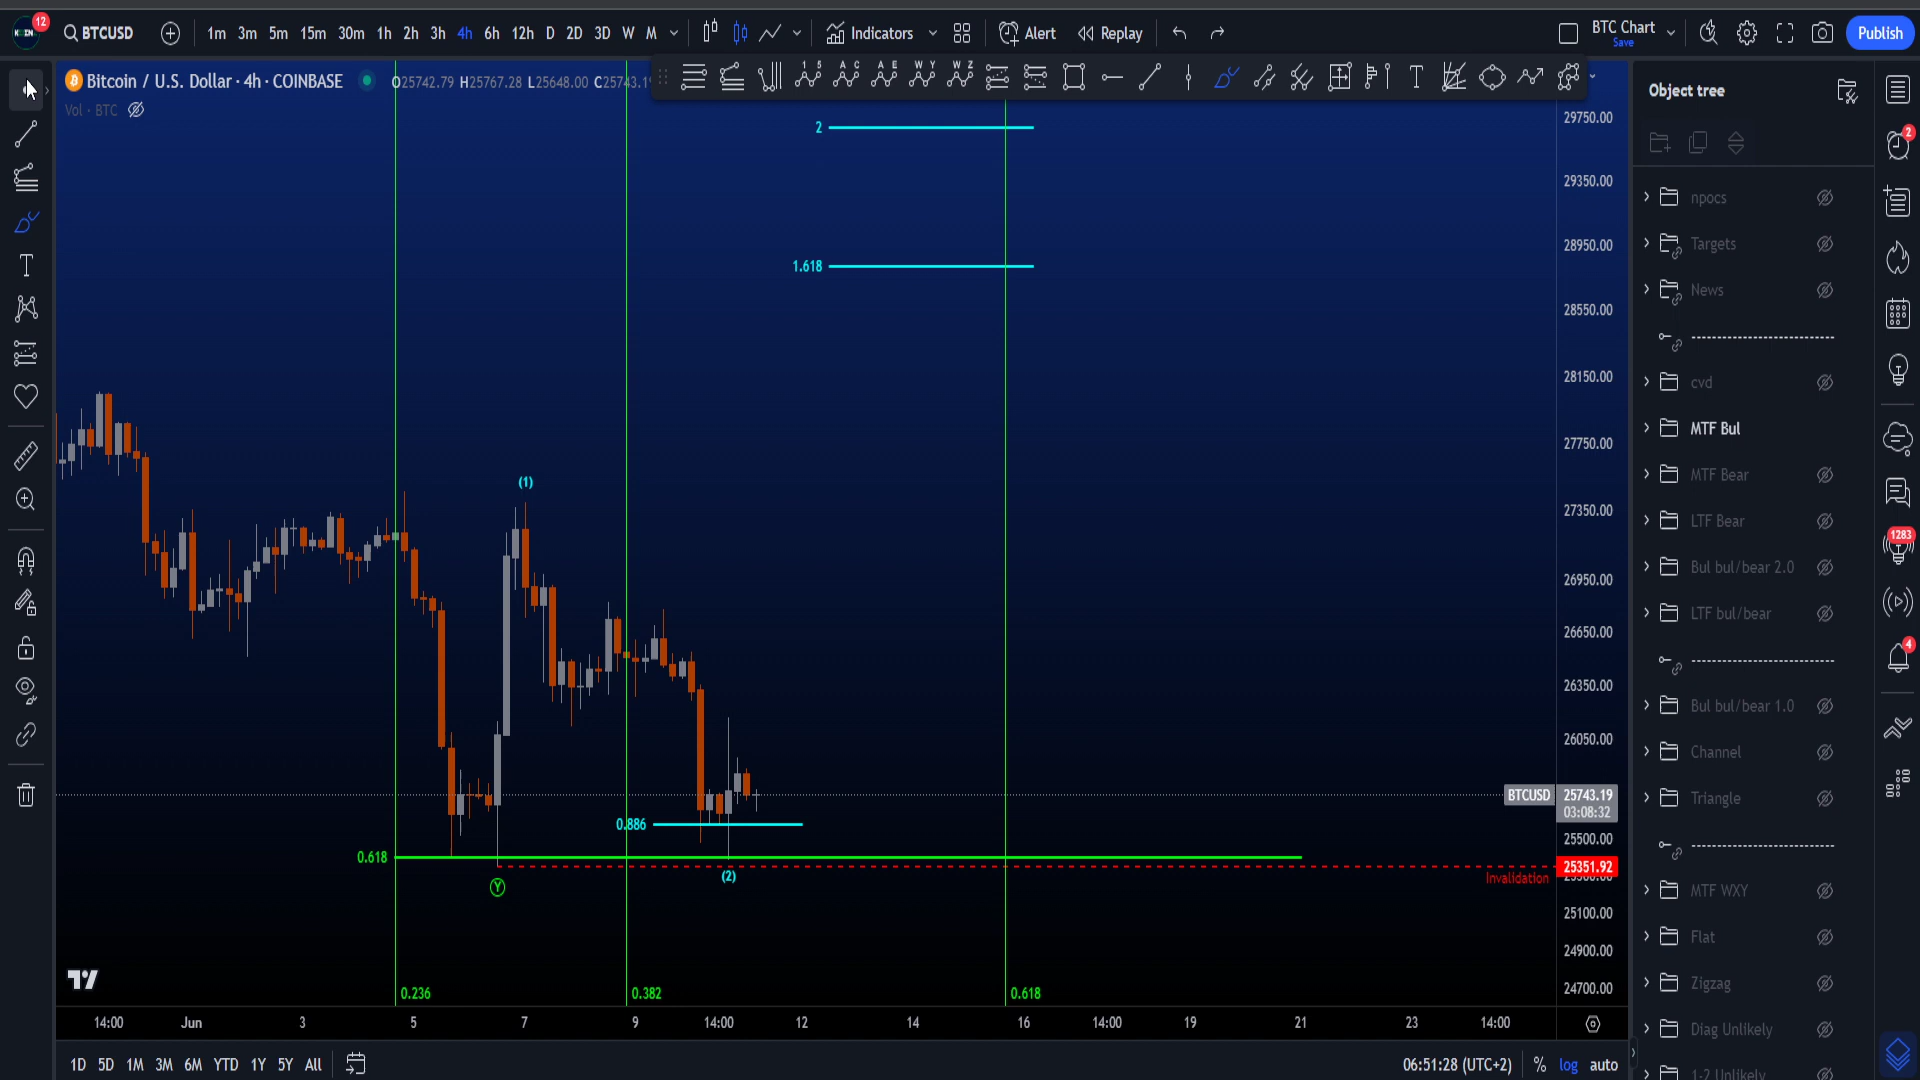 12
BTCUSD
1m 3m 5m 15m 30m 1h 2h 3h 4h 6h 12h D 2D 3D W M
Indicators
Alert
Replay
BTC Chart
Save
Publish
Bitcoin / U.S. Dollar · 4h · COINBASE
O25742.79 H25767.28 L25648.00 C25743.19
Vol · BTC
Object tree
2
npocs
Targets
News
cvd
MTF Bul
MTF Bear
LTF Bear
Bul bul/bear 2.0
LTF bul/bear
Bul bul/bear 1.0
Channel
Triangle
MTF WXY
Flat
Zigzag
Diag Unlikely
1-2 Unlikely
1283
4
29750.00
29350.00
28950.00
28550.00
28150.00
27750.00
27350.00
26950.00
26650.00
26350.00
26050.00
BTCUSD 25743.19
03:08:32
25500.00
25351.92
25100.00
24900.00
24700.00
2
1.618
(1)
0.886
0.618
(2)
Y
Invalidation
0.236
0.382
0.618
14:00 Jun 3 5 7 9 14:00 12 14 16 14:00 19 21 23 14:00
1D 5D 1M 3M 6M YTD 1Y 5Y All
06:51:28 (UTC+2) % log auto